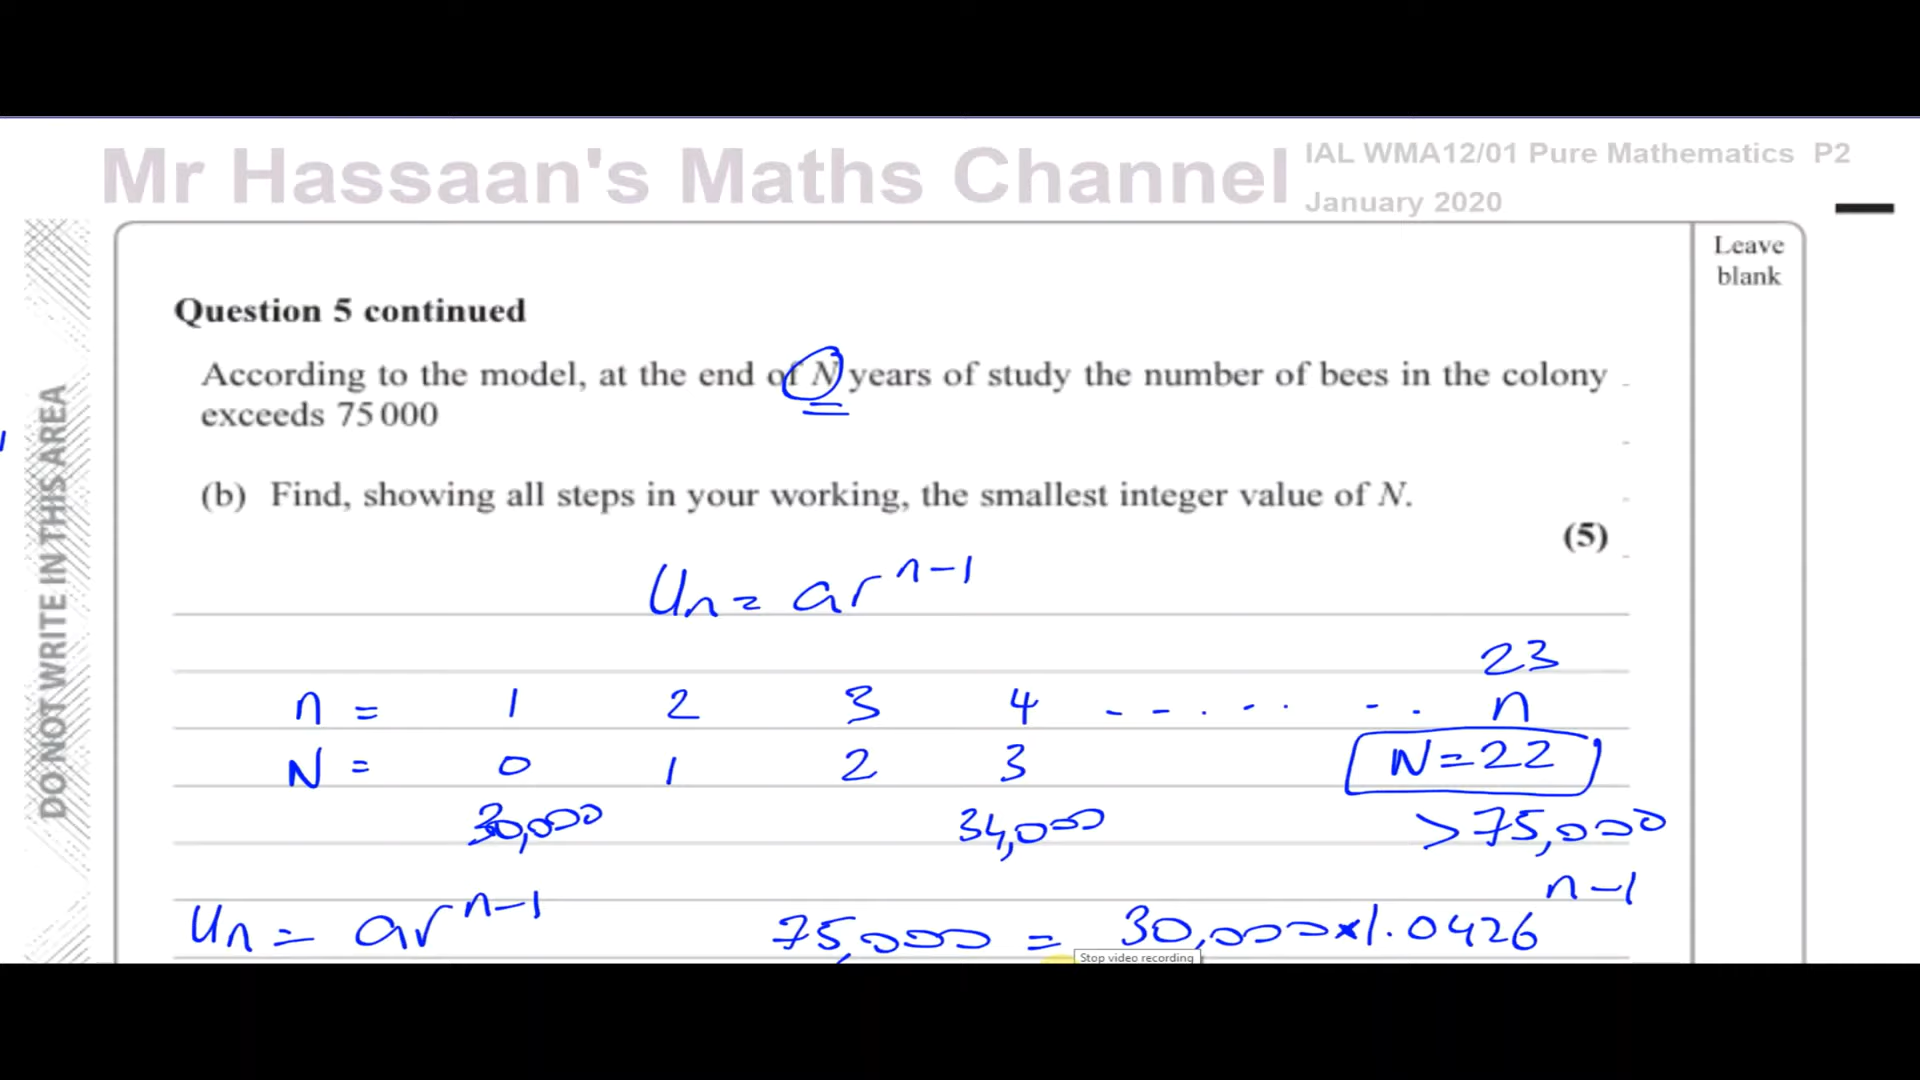 Mr Hassaan's Maths Channel
IAL WMA12/01 Pure Mathematics P2
January 2020
Leave
blank
DO NOT WRITE IN THIS AREA
Question 5 continued
According to the model, at the end of N years of study the number of bees in the colony
exceeds 75 000
(b) Find, showing all steps in your working, the smallest integer value of N.
(5)
Un = ar^n-1
23
n = 1 2 3 4 - - . - . - . n
N = 0 1 2 3 N=22
30,000 34,000 >75,000
Un = ar^n-1 75,000 = 30,000×1.0426^n-1
Stop video recording